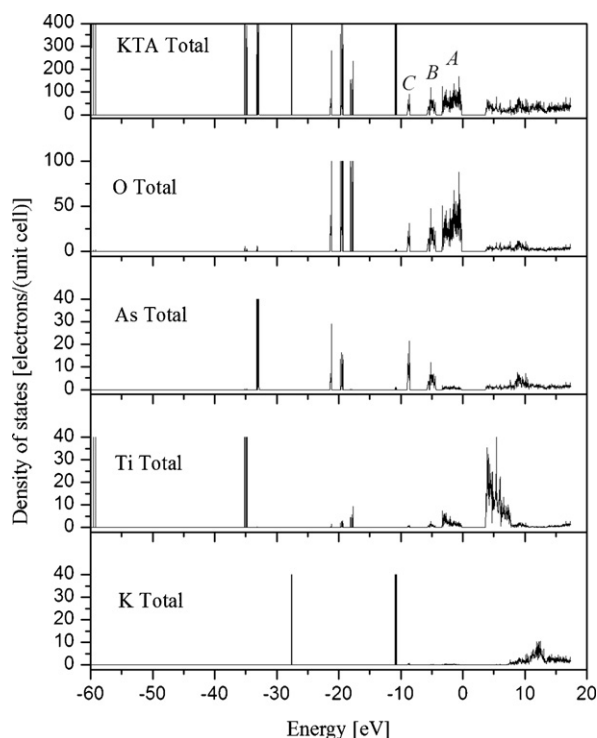 400
KTA Total
A
300
B
C
200
100
0
O Total
100
50
0
As Total
40
30
20
10
0
Ti Total
40
30
20
10
0
K Total
40
30
20
10
0
Density of states [electrons/(unit cell)]
-60 -50 -40 -30 -20 -10 0 10 20
Energy [eV]